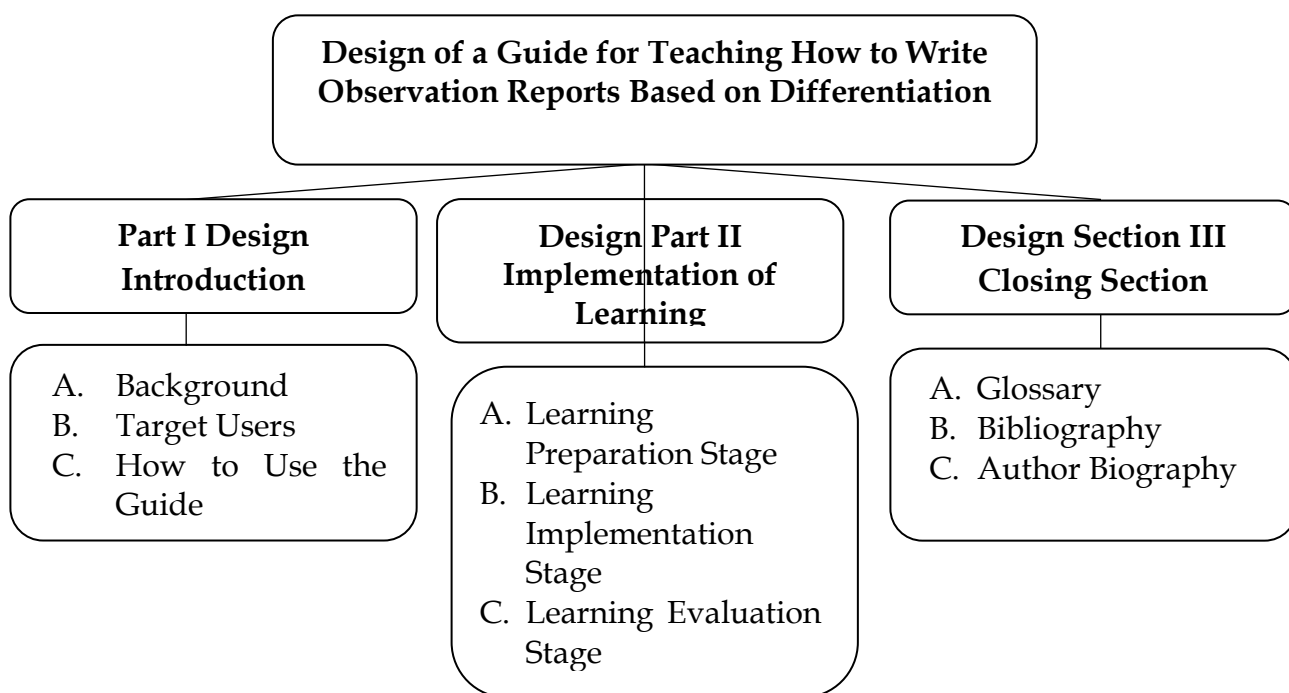 Design of a Guide for Teaching How to Write
Observation Reports Based on Differentiation
Part I Design
Introduction
Design Part II
Implementation of
Learning
Design Section III
Closing Section
A. Background
B. Target Users
C. How to Use the
Guide
A. Learning
Preparation Stage
B. Learning
Implementation
Stage
C. Learning Evaluation
Stage
A. Glossary
B. Bibliography
C. Author Biography